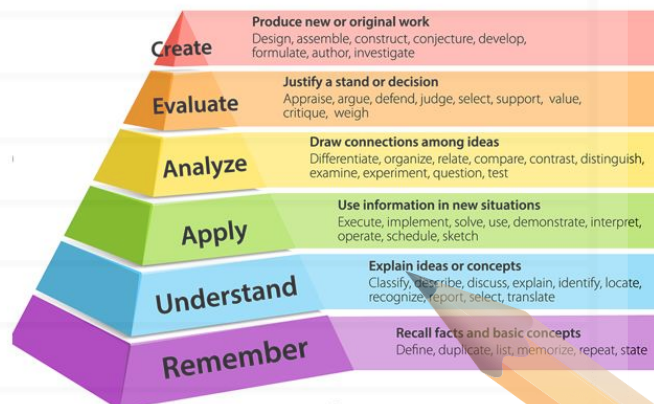 Create
Produce new or original work
Design, assemble, construct, conjecture, develop,
formulate, author, investigate
Evaluate
Justify a stand or decision
Appraise, argue, defend, judge, select, support, value,
critique, weigh
Analyze
Draw connections among ideas
Differentiate, organize, relate, compare, contrast, distinguish,
examine, experiment, question, test
Apply
Use information in new situations
Execute, implement, solve, use, demonstrate, interpret,
operate, schedule, sketch
Understand
Explain ideas or concepts
Classify, describe, discuss, explain, identify, locate,
recognize, report, select, translate
Remember
Recall facts and basic concepts
Define, duplicate, list, memorize, repeat, state